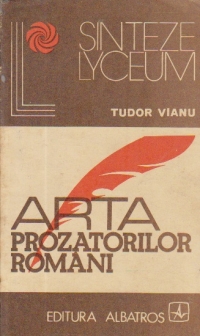 SINTEZE
LYCEUM
TUDOR VIANU
ARTA
PROZATORILOR
ROMÂNI
EDITURA ALBATROS